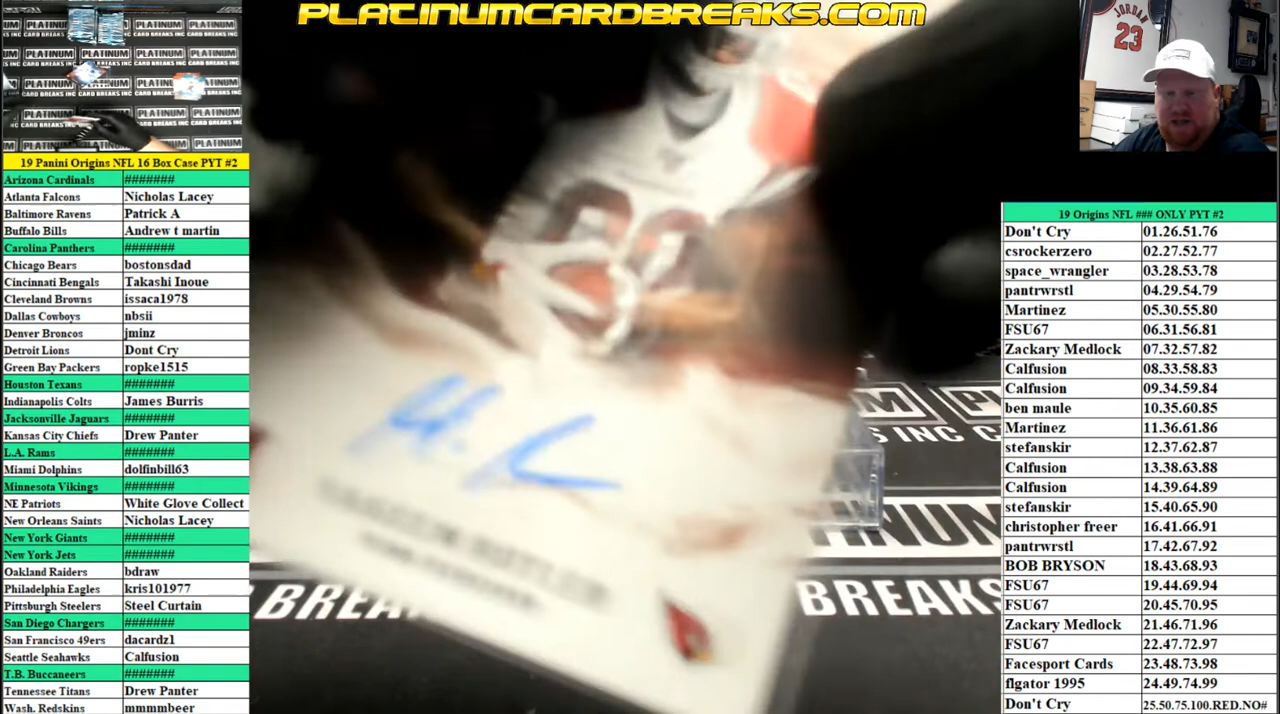 PLATINUMCARDBREAKS.COM
JORDAN
23
19 Panini Origins NFL 16 Box Case PYT #2
Arizona Cardinals #######
Atlanta Falcons Nicholas Lacey
Baltimore Ravens Patrick A
Buffalo Bills Andrew t martin
Carolina Panthers #######
Chicago Bears bostonsdad
Cincinnati Bengals Takashi Inoue
Cleveland Browns issaca1978
Dallas Cowboys nbsii
Denver Broncos jminz
Detroit Lions Dont Cry
Green Bay Packers ropke1515
Houston Texans #######
Indianapolis Colts James Burris
Jacksonville Jaguars #######
Kansas City Chiefs Drew Panter
L.A. Rams #######
Miami Dolphins dolfinbill63
Minnesota Vikings #######
NE Patriots White Glove Collect
New Orleans Saints Nicholas Lacey
New York Giants #######
New York Jets #######
Oakland Raiders bdraw
Philadelphia Eagles kris101977
Pittsburgh Steelers Steel Curtain
San Diego Chargers #######
San Francisco 49ers dacardz1
Seattle Seahawks Calfusion
T.B. Buccaneers #######
Tennessee Titans Drew Panter
Wash. Redskins mmmmbeer
19 Origins NFL ### ONLY PYT #2
Don't Cry 01.26.51.76
csrockerzero 02.27.52.77
space_wrangler 03.28.53.78
pantrwrstl 04.29.54.79
Martinez 05.30.55.80
FSU67 06.31.56.81
Zackary Medlock 07.32.57.82
Calfusion 08.33.58.83
Calfusion 09.34.59.84
ben maule 10.35.60.85
Martinez 11.36.61.86
stefanskir 12.37.62.87
Calfusion 13.38.63.88
Calfusion 14.39.64.89
stefanskir 15.40.65.90
christopher freer 16.41.66.91
pantrwrstl 17.42.67.92
BOB BRYSON 18.43.68.93
FSU67 19.44.69.94
FSU67 20.45.70.95
Zackary Medlock 21.46.71.96
FSU67 22.47.72.97
Facesport Cards 23.48.73.98
flgator 1995 24.49.74.99
Don't Cry 25.50.75.100.RED.NO#
BREAKS